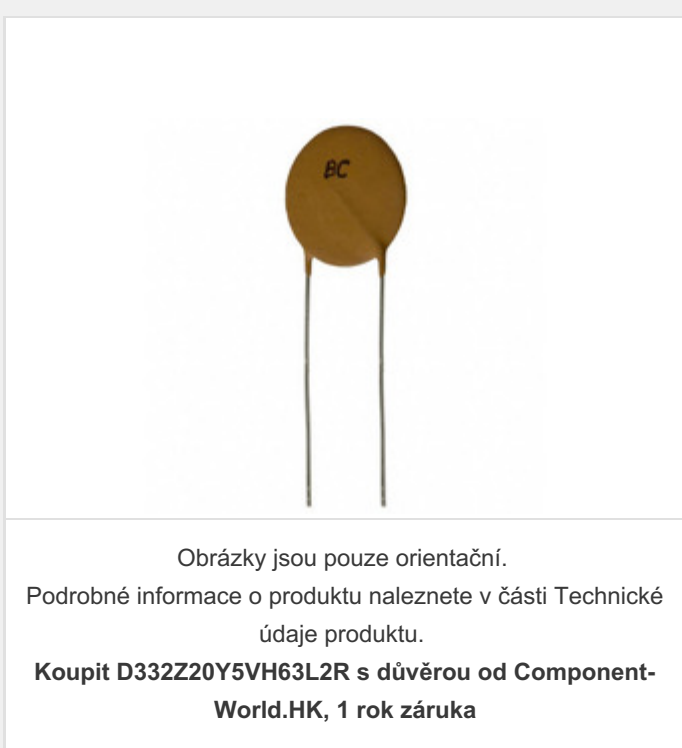 BC
Obrázky jsou pouze orientační.
Podrobné informace o produktu naleznete v části Technické
údaje produktu.
Koupit D332Z20Y5VH63L2R s důvěrou od Component-
World.HK, 1 rok záruka